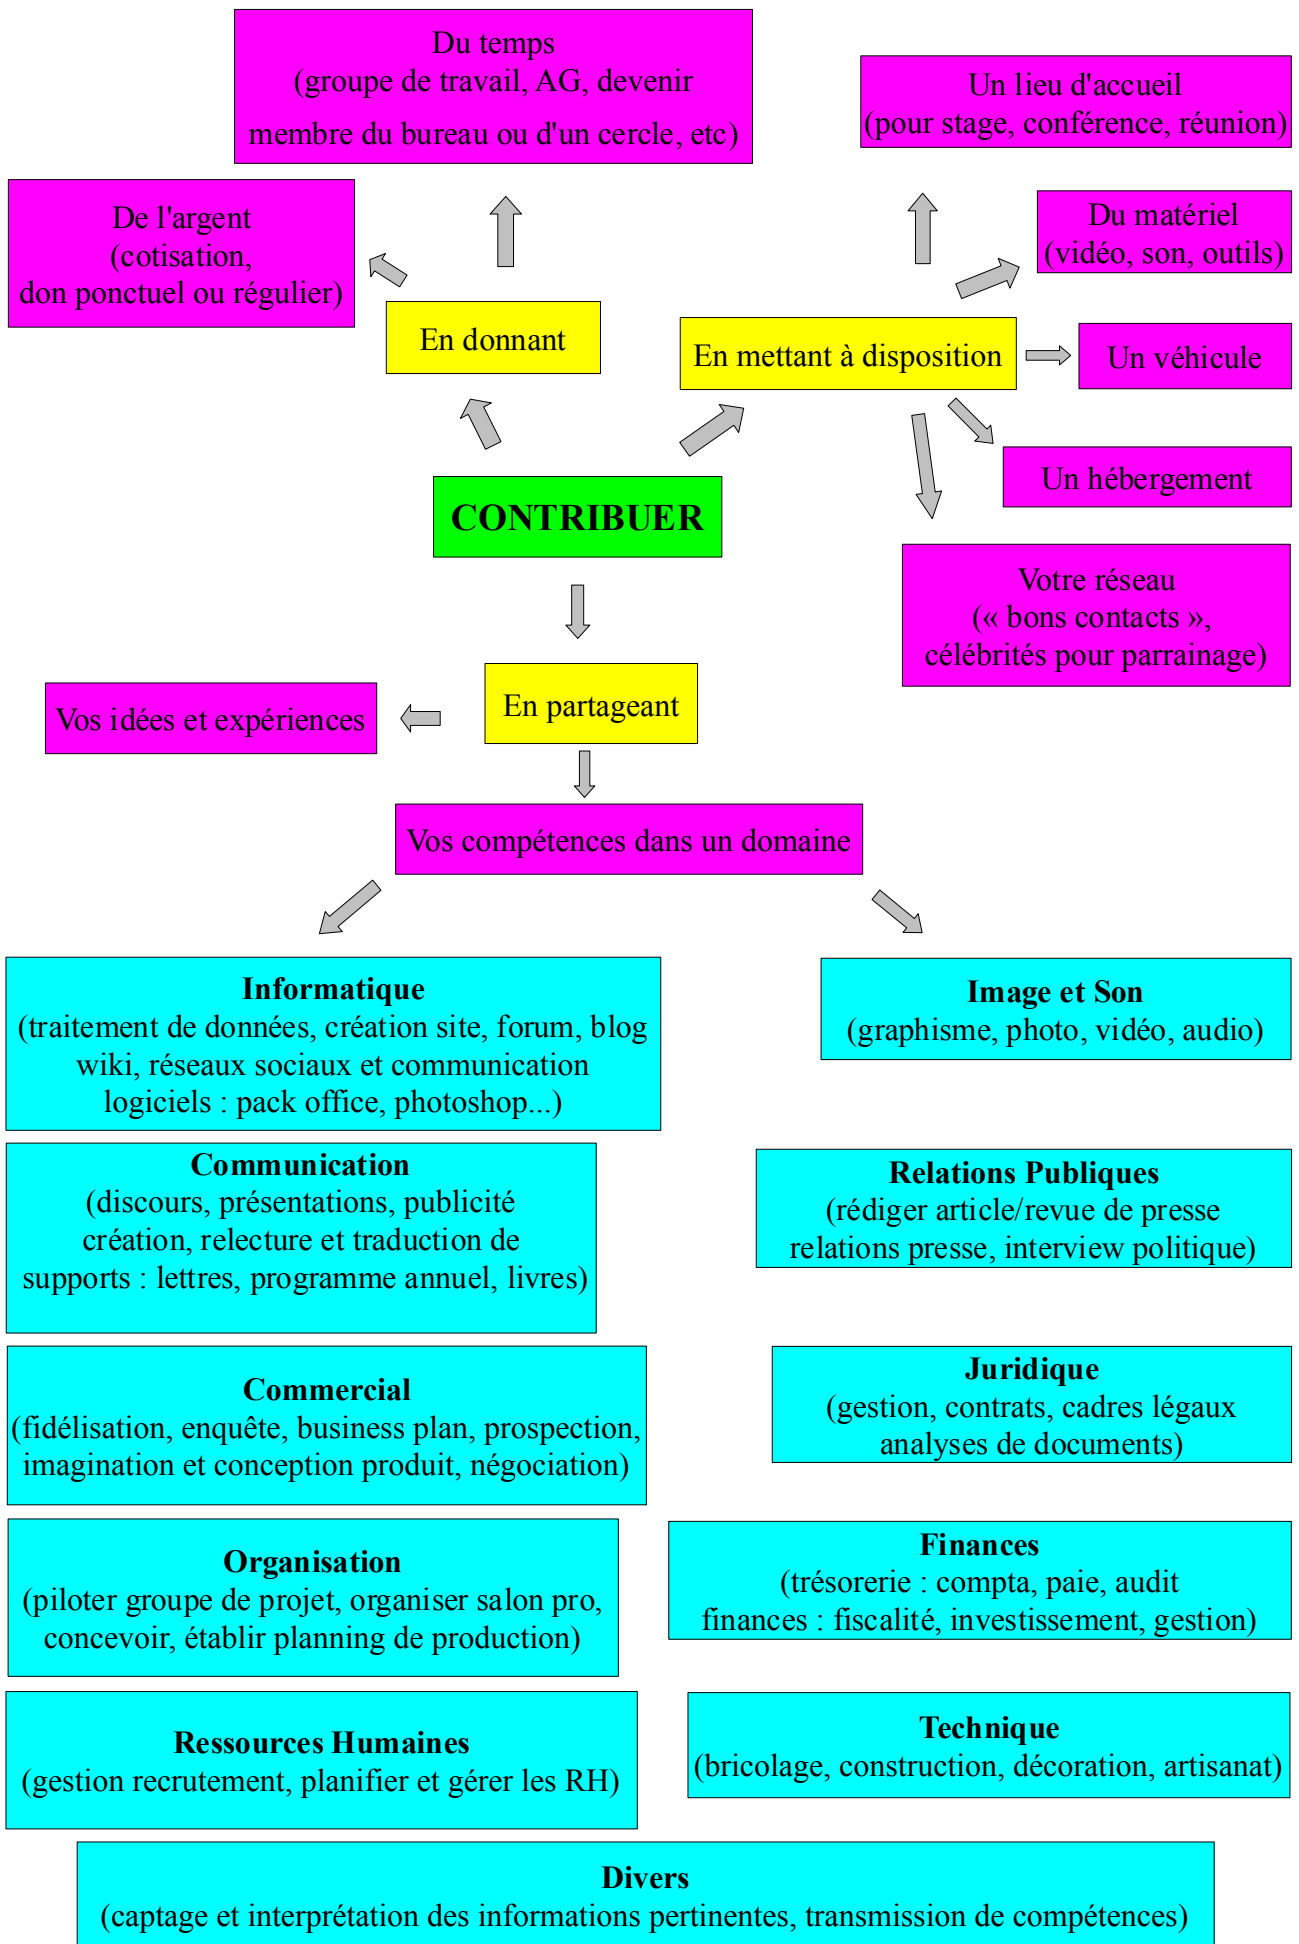 Du temps
(groupe de travail, AG, devenir
membre du bureau ou d'un cercle, etc)
Un lieu d'accueil
(pour stage, conférence, réunion)
De l'argent
(cotisation,
don ponctuel ou régulier)
Du matériel
(vidéo, son, outils)
En donnant
En mettant à disposition
Un véhicule
Un hébergement
CONTRIBUER
Votre réseau
(« bons contacts »,
célébrités pour parrainage)
En partageant
Vos idées et expériences
Vos compétences dans un domaine
Informatique
(traitement de données, création site, forum, blog
wiki, réseaux sociaux et communication
logiciels : pack office, photoshop...)
Image et Son
(graphisme, photo, vidéo, audio)
Communication
(discours, présentations, publicité
création, relecture et traduction de
supports : lettres, programme annuel, livres)
Relations Publiques
(rédiger article/revue de presse
relations presse, interview politique)
Commercial
(fidélisation, enquête, business plan, prospection,
imagination et conception produit, négociation)
Juridique
(gestion, contrats, cadres légaux
analyses de documents)
Organisation
(piloter groupe de projet, organiser salon pro,
concevoir, établir planning de production)
Finances
(trésorerie : compta, paie, audit
finances : fiscalité, investissement, gestion)
Ressources Humaines
(gestion recrutement, planifier et gérer les RH)
Technique
(bricolage, construction, décoration, artisanat)
Divers
(captage et interprétation des informations pertinentes, transmission de compétences)